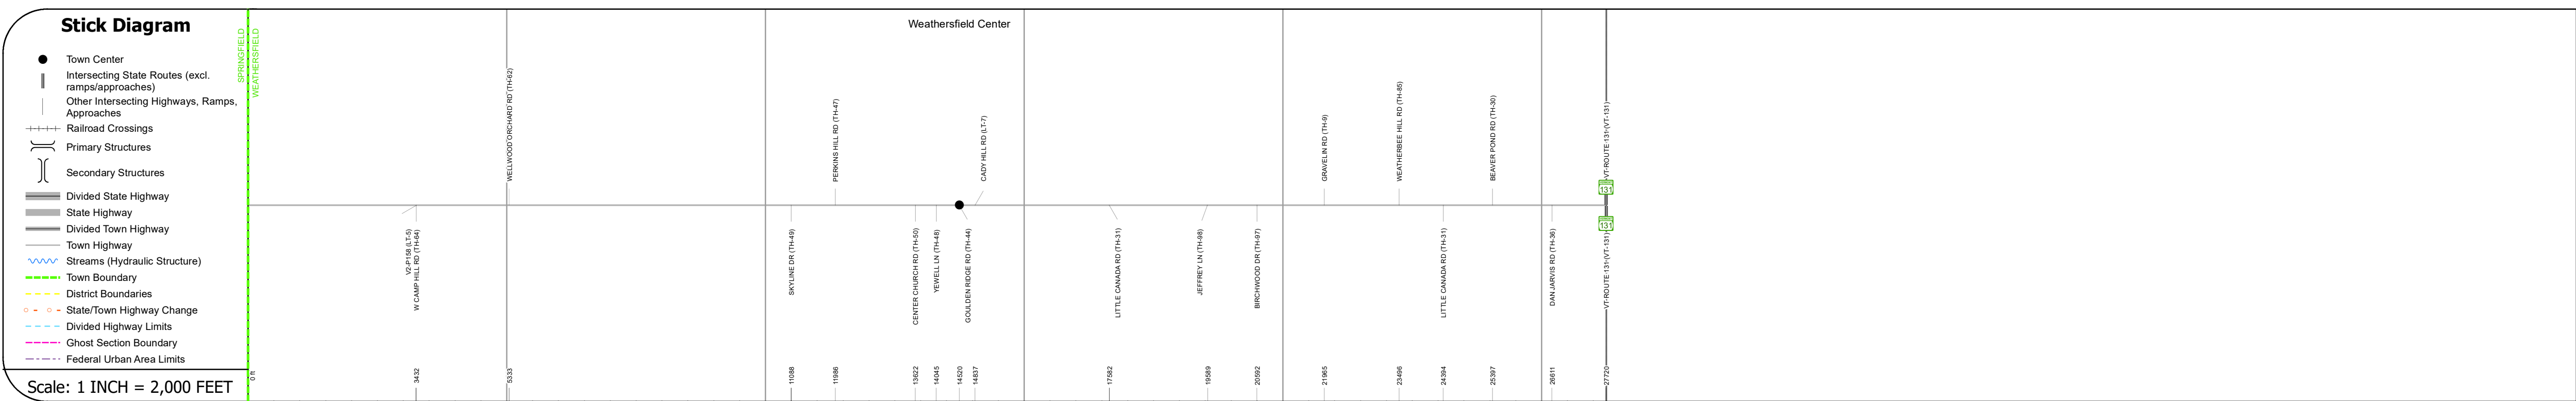 Stick Diagram
Town Center
Intersecting State Routes (excl.
ramps/approaches)
Other Intersecting Highways, Ramps,
Approaches
Railroad Crossings
Primary Structures
Secondary Structures
Divided State Highway
State Highway
Divided Town Highway
Town Highway
Streams (Hydraulic Structure)
Town Boundary
District Boundaries
State/Town Highway Change
Divided Highway Limits
Ghost Section Boundary
Federal Urban Area Limits
Scale: 1 INCH = 2,000 FEET
SPRINGFIELD
WEATHERSFIELD
Weathersfield Center
WELLWOOD ORCHARD RD (TH-62)
PERKINS HILL RD (TH-47)
CADY HILL RD (LT-7)
GRAVELIN RD (TH-9)
WEATHERBEE HILL RD (TH-85)
BEAVER POND RD (TH-30)
VT-ROUTE-131-(VT-131)
131
131
V2-P158 (LT-5)
W CAMP HILL RD (TH-64)
SKYLINE DR (TH-49)
CENTER CHURCH RD (TH-50)
YEWELL LN (TH-48)
GOULDEN RIDGE RD (TH-44)
LITTLE CANADA RD (TH-31)
JEFFREY LN (TH-98)
BIRCHWOOD DR (TH-97)
LITTLE CANADA RD (TH-31)
DAN JARVIS RD (TH-36)
VT-ROUTE-131-(VT-131)
0 ft
3432
5333
11088
11986
13622
14045
14520
14837
17582
19589
20592
21965
23496
24394
25397
26611
27720